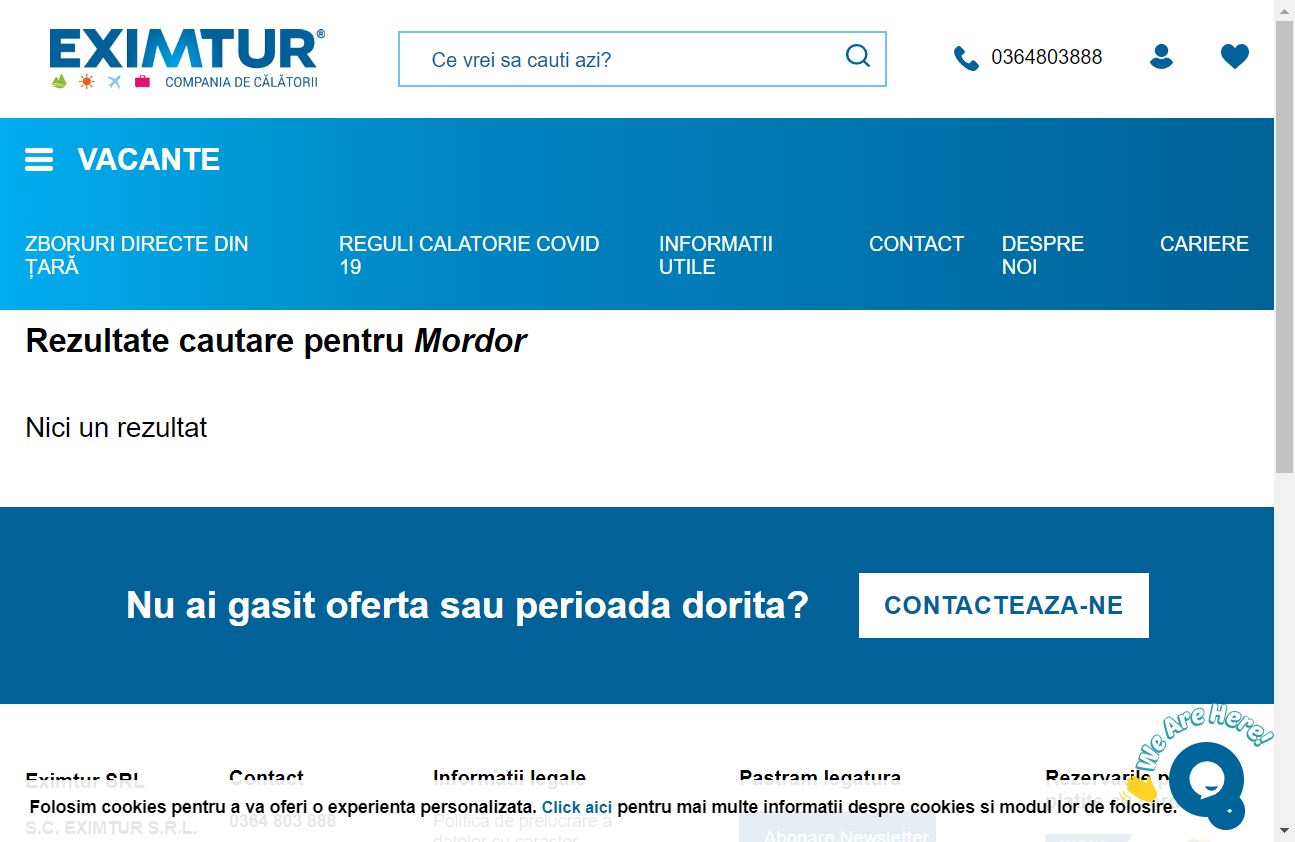 EXIMTUR®
COMPANIA DE CĂLĂTORII
Ce vrei sa cauti azi?
0364803888
VACANTE
ZBORURI DIRECTE DIN
ȚARĂ
REGULI CALATORIE COVID
19
INFORMATII
UTILE
CONTACT
DESPRE
NOI
CARIERE
Rezultate cautare pentru Mordor
Nici un rezultat
Nu ai gasit oferta sau perioada dorita?
CONTACTEAZA-NE
We Are Here!
Eximtur SRL
Contact
Informatii legale
Pastram legatura
Rezervarile
platite
Folosim cookies pentru a va oferi o experienta personalizata. Click aici pentru mai multe informatii despre cookies si modul lor de folosire.
S.C. EXIMTUR S.R.L.
0364 803 888
Politica de prelucrare a
datelor cu caracter
Abonare Newsletter